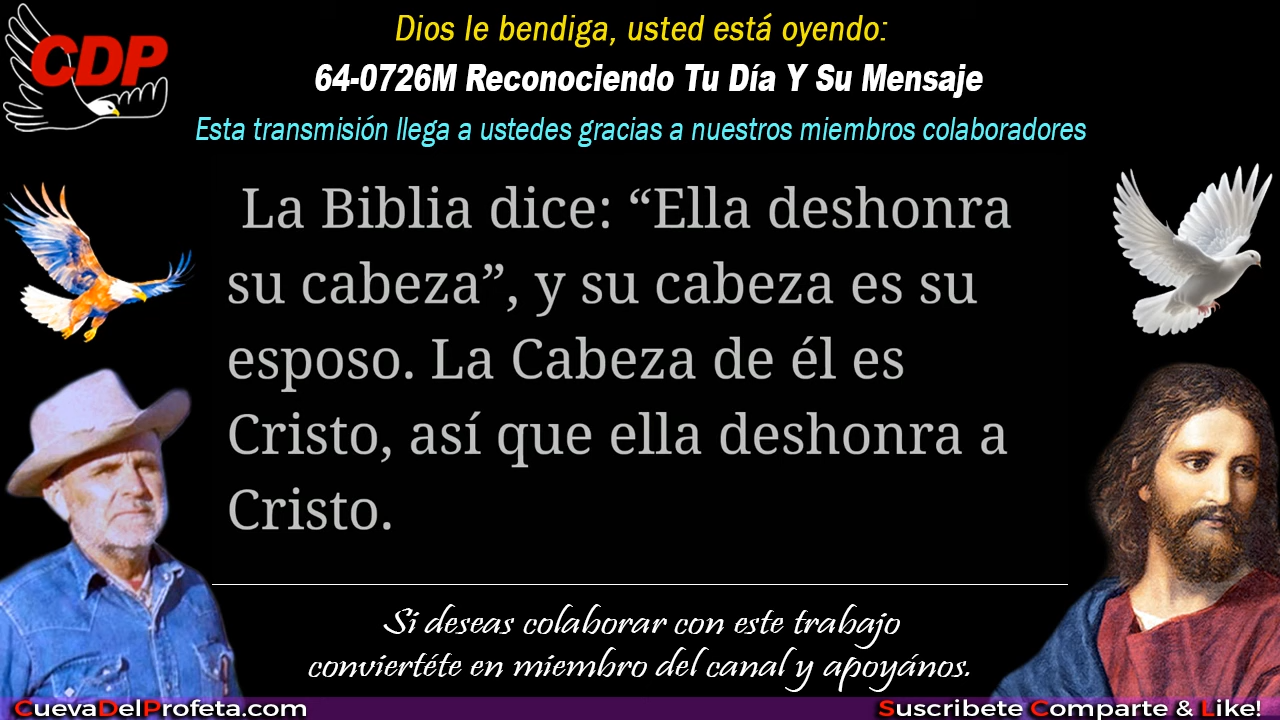 CDP
Dios le bendiga, usted está oyendo:
64-0726M Reconociendo Tu Día Y Su Mensaje
Esta transmisión llega a ustedes gracias a nuestros miembros colaboradores
La Biblia dice: “Ella deshonra
su cabeza”, y su cabeza es su
esposo. La Cabeza de él es
Cristo, así que ella deshonra a
Cristo.
Si deseas colaborar con este trabajo
conviertéte en miembro del canal y apoyános.
CuevaDelProfeta.com
Suscribete Comparte & Like!